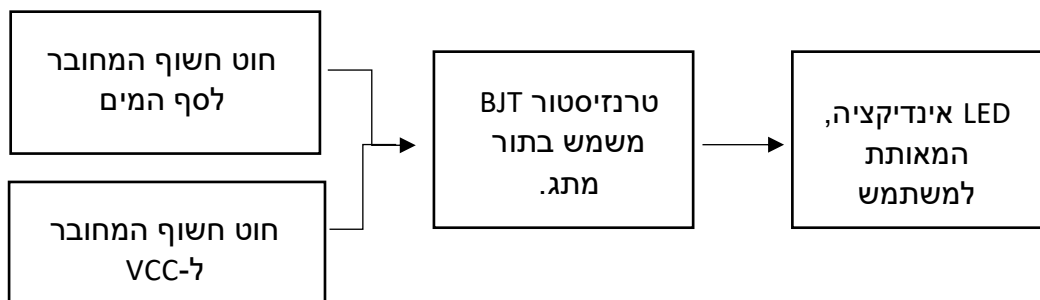 חוט חשוף המחובר
לסף המים
חוט חשוף המחובר
ל-VCC
טרנזיסטור BJT
משמש בתור
מתג.
LED אינדיקציה,
המאותת
למשתמש